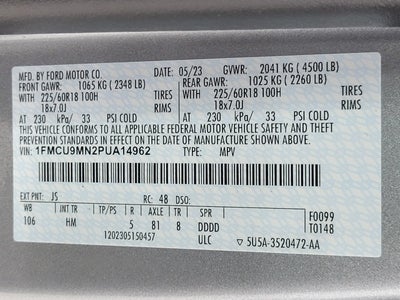 MFD. BY FORD MOTOR CO. 05/23 GVWR: 2041 KG ( 4500 LB)
FRONT GAWR: 1065 KG ( 2348 LB) REAR GAWR: 1025 KG ( 2260 LB)
WITH 225/60R18 100H TIRES WITH 225/60R18 100H TIRES
18x7.0J RIMS 18x7.0J RIMS
AT 230 kPa/ 33 PSI COLD AT 230 kPa/ 33 PSI COLD
THIS VEHICLE CONFORMS TO ALL APPLICABLE FEDERAL MOTOR VEHICLE SAFETY AND THEFT PREVENTION STANDARDS IN EFFECT ON THE DATE OF MANUFACTURE SHOWN ABOVE.
VIN: 1FMCU9MN2PUA14962 TYPE: MPV
EXT PNT: JS RC: 48 DSO:
WB INT TR TP/PS R AXLE TR SPR F0099
106 HM 5 81 8 DDDD T0148
1202305150457 ULC 5U5A-3520472-AA